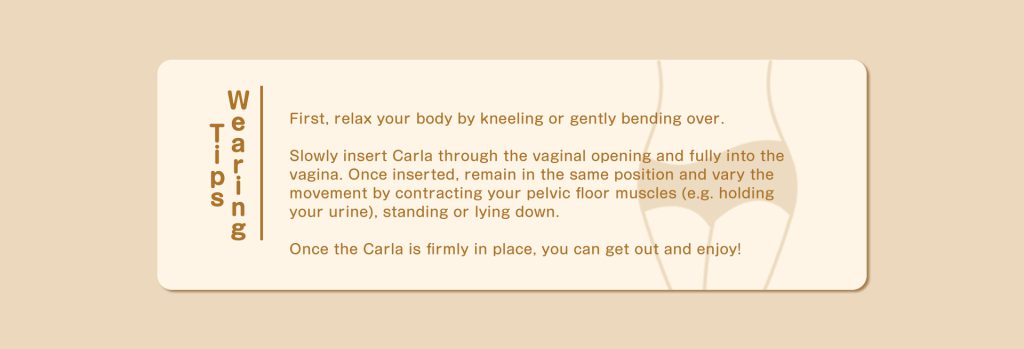 Wearing
Tips
First, relax your body by kneeling or gently bending over.
Slowly insert Carla through the vaginal opening and fully into the
vagina. Once inserted, remain in the same position and vary the
movement by contracting your pelvic floor muscles (e.g. holding
your urine), standing or lying down.
Once the Carla is firmly in place, you can get out and enjoy!